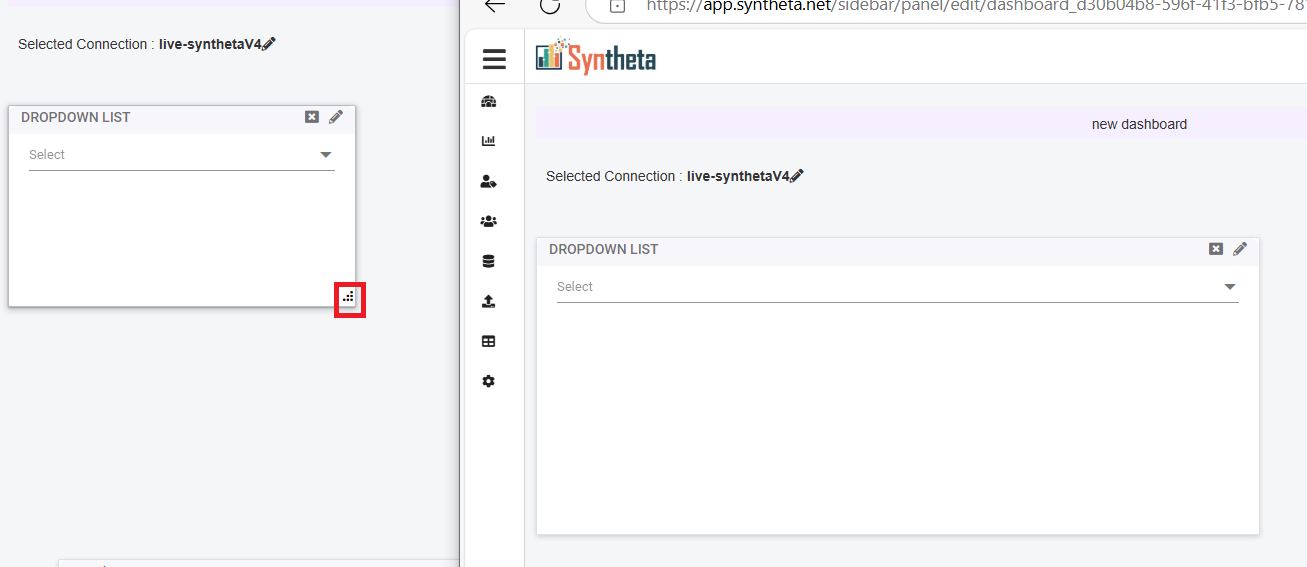 Selected Connection : live-synthetaV4
DROPDOWN LIST
Select
https://app.syntheta.net/sidebar/panel/edit/dashboard_d30b04b8-596f-41f3-bfb5-78
Syntheta
new dashboard
Selected Connection : live-synthetaV4
DROPDOWN LIST
Select